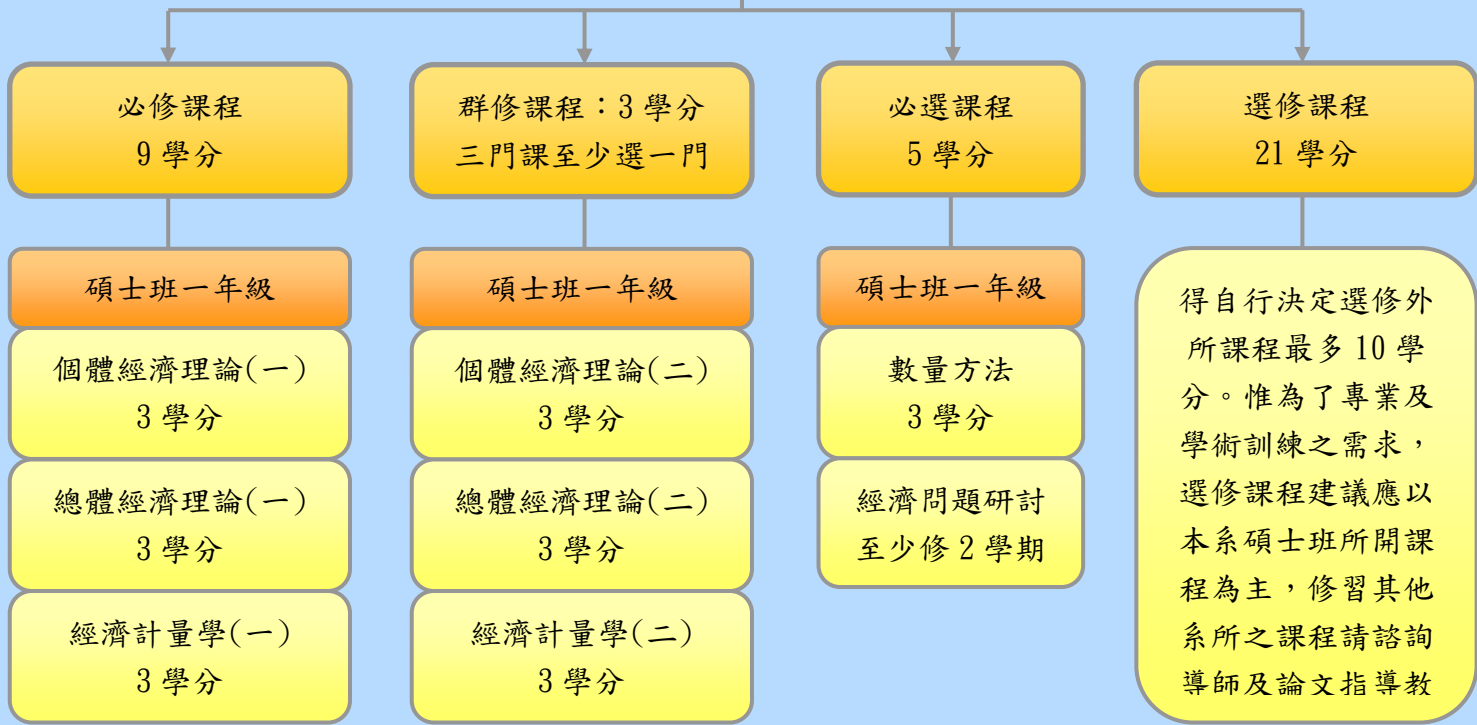 必修課程
9 學分
群修課程：3 學分
三門課至少選一門
必選課程
5 學分
選修課程
21 學分
碩士班一年級
個體經濟理論(一)
3 學分
總體經濟理論(一)
3 學分
經濟計量學(一)
3 學分
碩士班一年級
個體經濟理論(二)
3 學分
總體經濟理論(二)
3 學分
經濟計量學(二)
3 學分
碩士班一年級
數量方法
3 學分
經濟問題研討
至少修 2 學期
得自行決定選修外
所課程最多 10 學
分。惟為了專業及
學術訓練之需求，
選修課程建議應以
本系碩士班所開課
程為主，修習其他
系所之課程請諮詢
導師及論文指導教